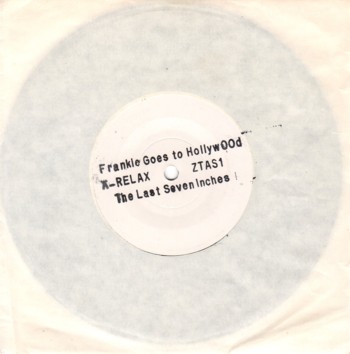 Frankie Goes to HollywOOd
A-RELAX ZTAS1
The Last Seven Inches!